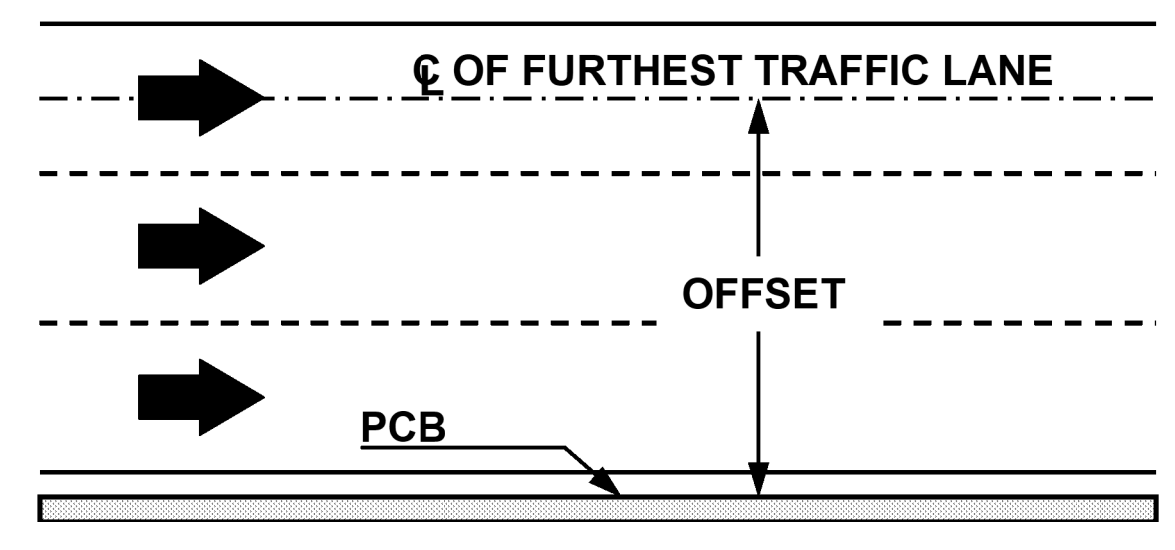 ℄ OF FURTHEST TRAFFIC LANE
OFFSET
PCB